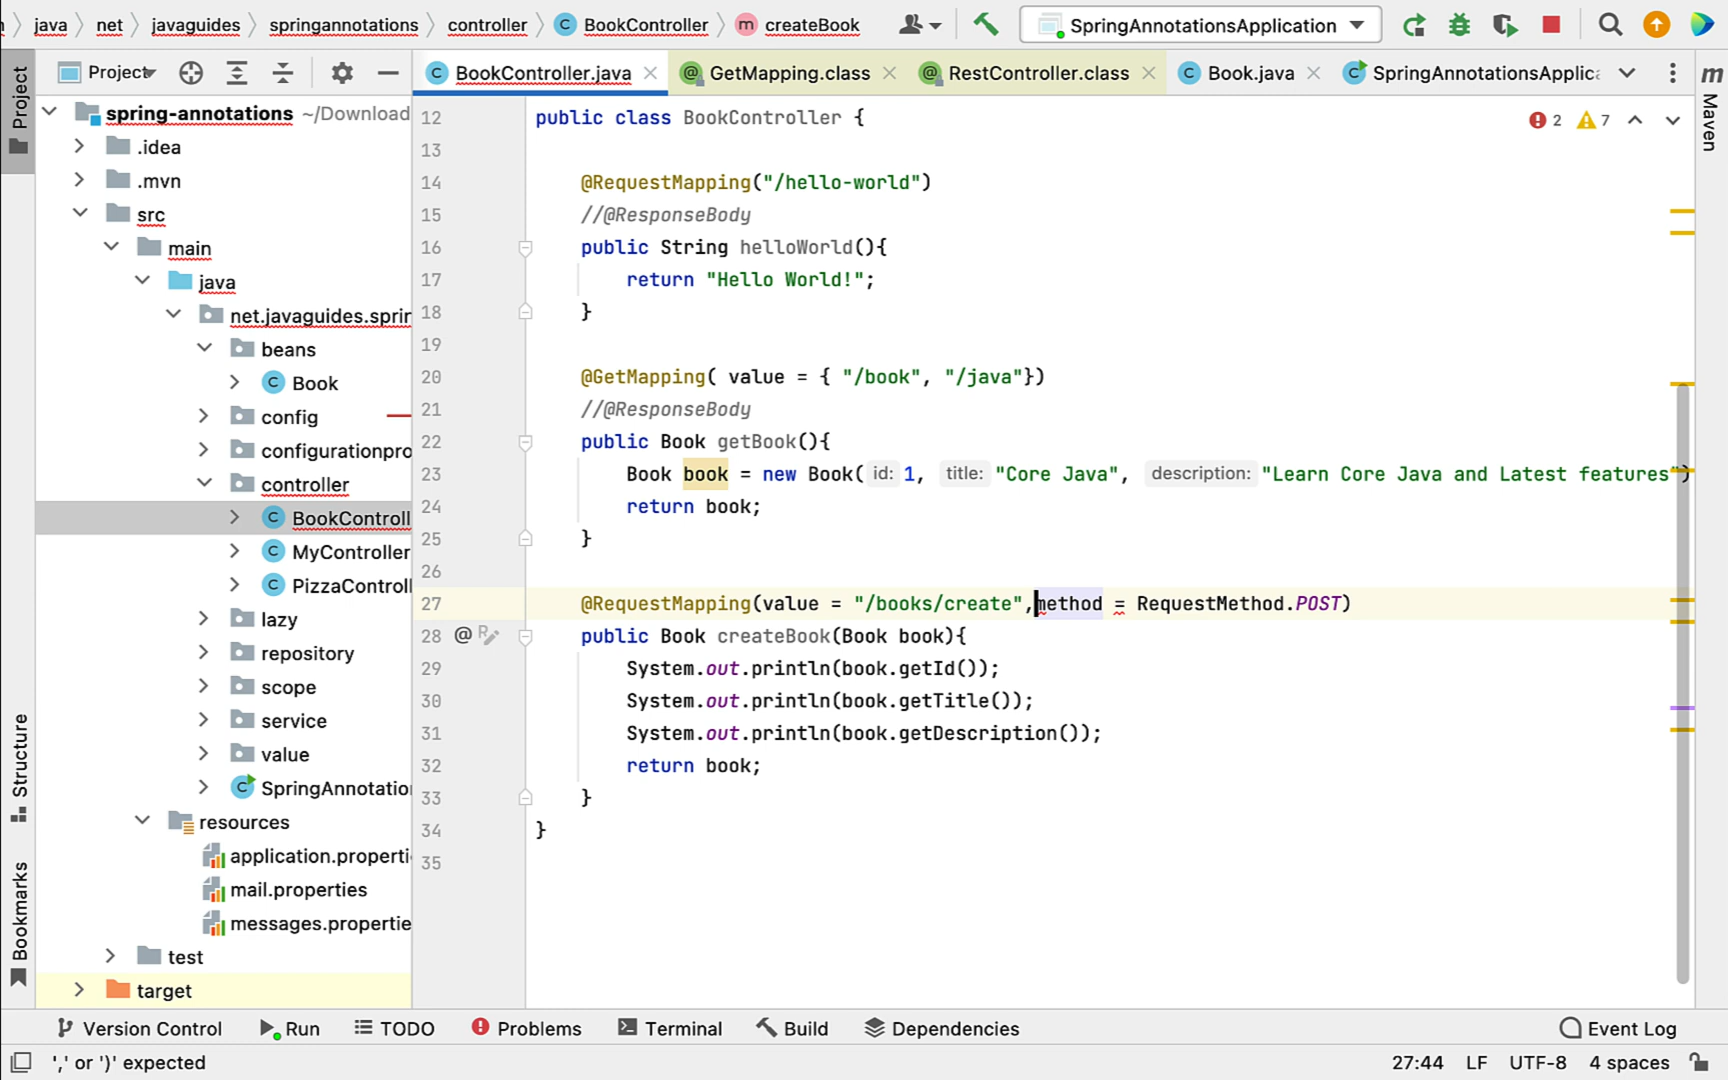 java net javaguides springannotations controller BookController createBook SpringAnnotationsApplication
Project BookController.java GetMapping.class RestController.class Book.java SpringAnnotationsApplic
Project
Maven
Structure
Bookmarks
spring-annotations ~/Download
.idea
.mvn
src
main
java
net.javaguides.sprin
beans
Book
config
configurationpro
controller
BookControll
MyController
PizzaControll
lazy
repository
scope
service
value
SpringAnnotatio
resources
application.properti
mail.properties
messages.propertie
test
target
2 7
12 public class BookController {
13
14 @RequestMapping("/hello-world")
15 //@ResponseBody
16 public String helloWorld(){
17 return "Hello World!";
18 }
19
20 @GetMapping( value = { "/book", "/java"})
21 //@ResponseBody
22 public Book getBook(){
23 Book book = new Book( id: 1, title: "Core Java", description: "Learn Core Java and Latest features")
24 return book;
25 }
26
27 @RequestMapping(value = "/books/create",method = RequestMethod.POST)
28 public Book createBook(Book book){
29 System.out.println(book.getId());
30 System.out.println(book.getTitle());
31 System.out.println(book.getDescription());
32 return book;
33 }
34 }
35
Version Control Run TODO Problems Terminal Build Dependencies Event Log
',' or ')' expected 27:44 LF UTF-8 4 spaces